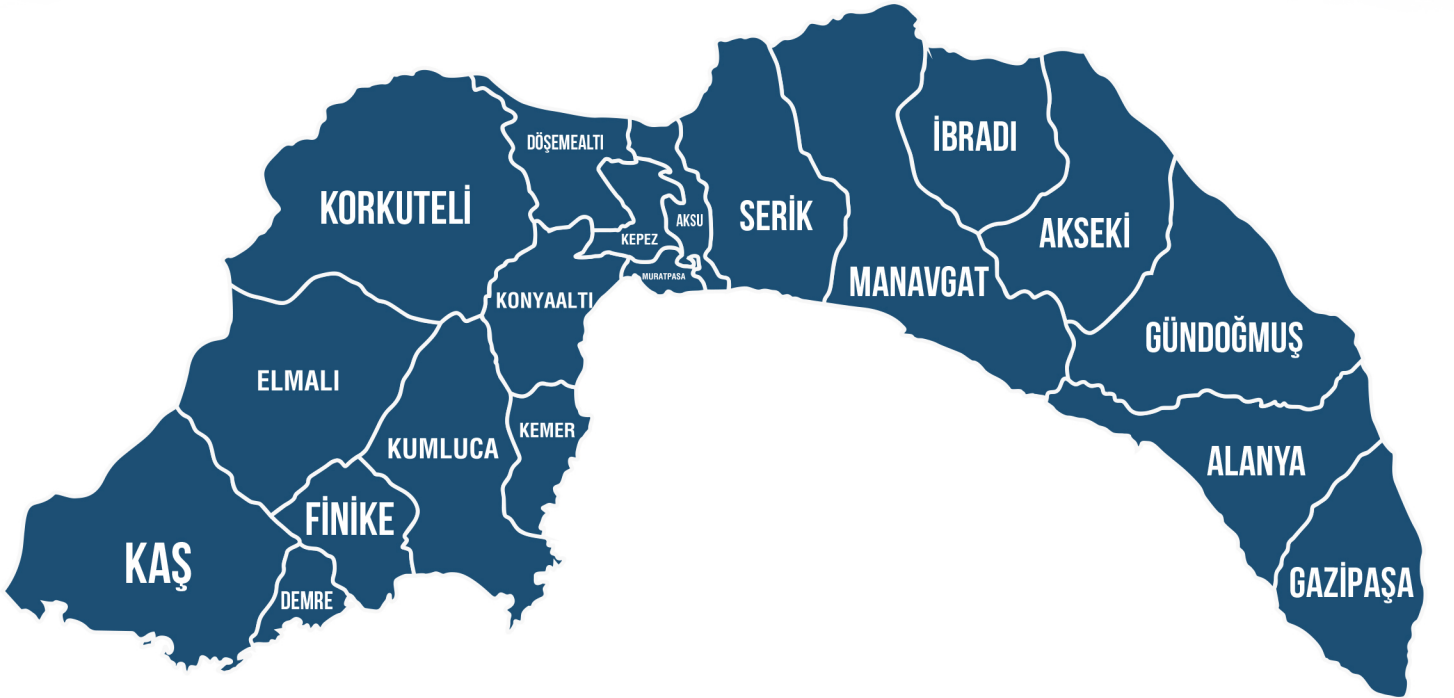 DÖŞEMEALTI
İBRADI
KORKUTELİ
AKSU
SERİK
AKSEKİ
KEPEZ
MURATPASA
MANAVGAT
KONYAALTI
GÜNDOĞMUŞ
ELMALI
KEMER
KUMLUCA
ALANYA
FİNİKE
KAŞ
GAZİPAŞA
DEMRE